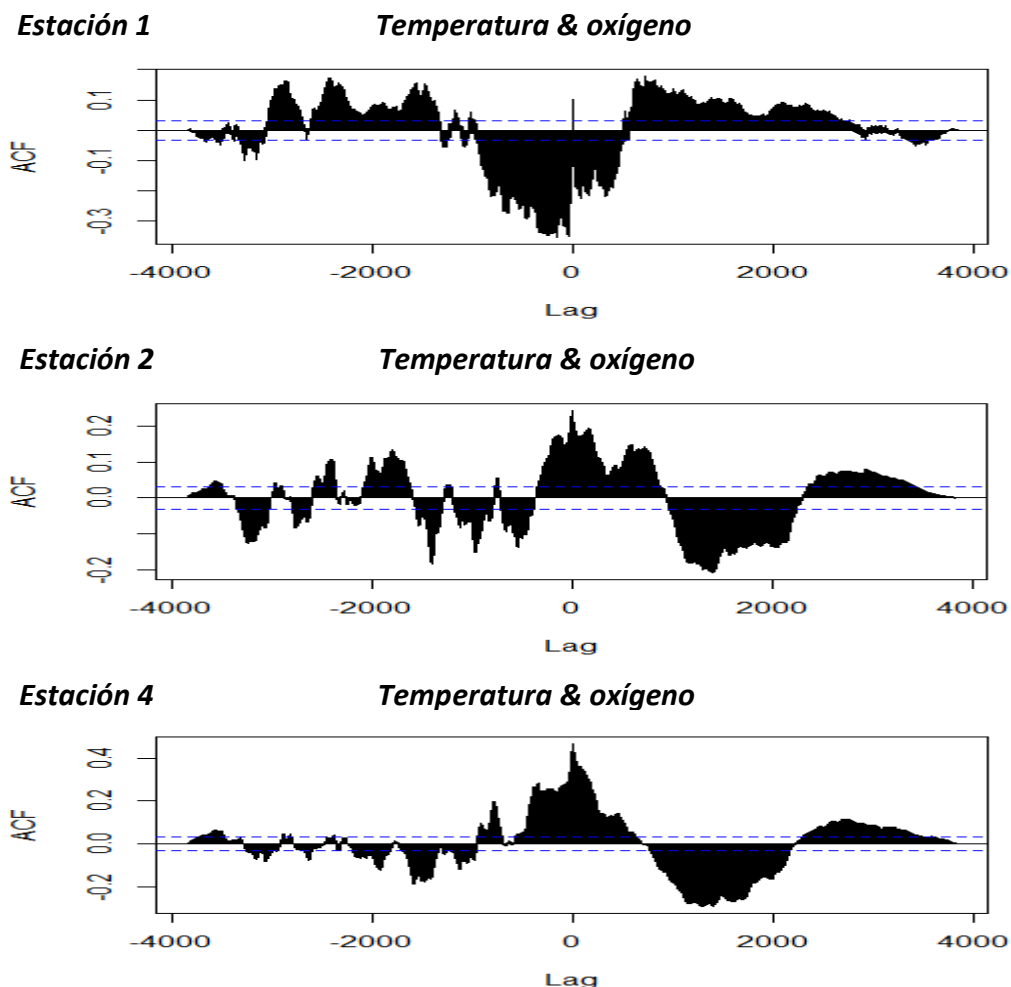 Estación 1 Temperatura & oxígeno
0.1
-0.1
-0.3
ACF
-4000 -2000 0 2000 4000
Lag
Estación 2 Temperatura & oxígeno
0.2
0.1
0.0
-0.2
ACF
-4000 -2000 0 2000 4000
Lag
Estación 4 Temperatura & oxígeno
0.4
0.2
0.0
-0.2
ACF
-4000 -2000 0 2000 4000
Lag